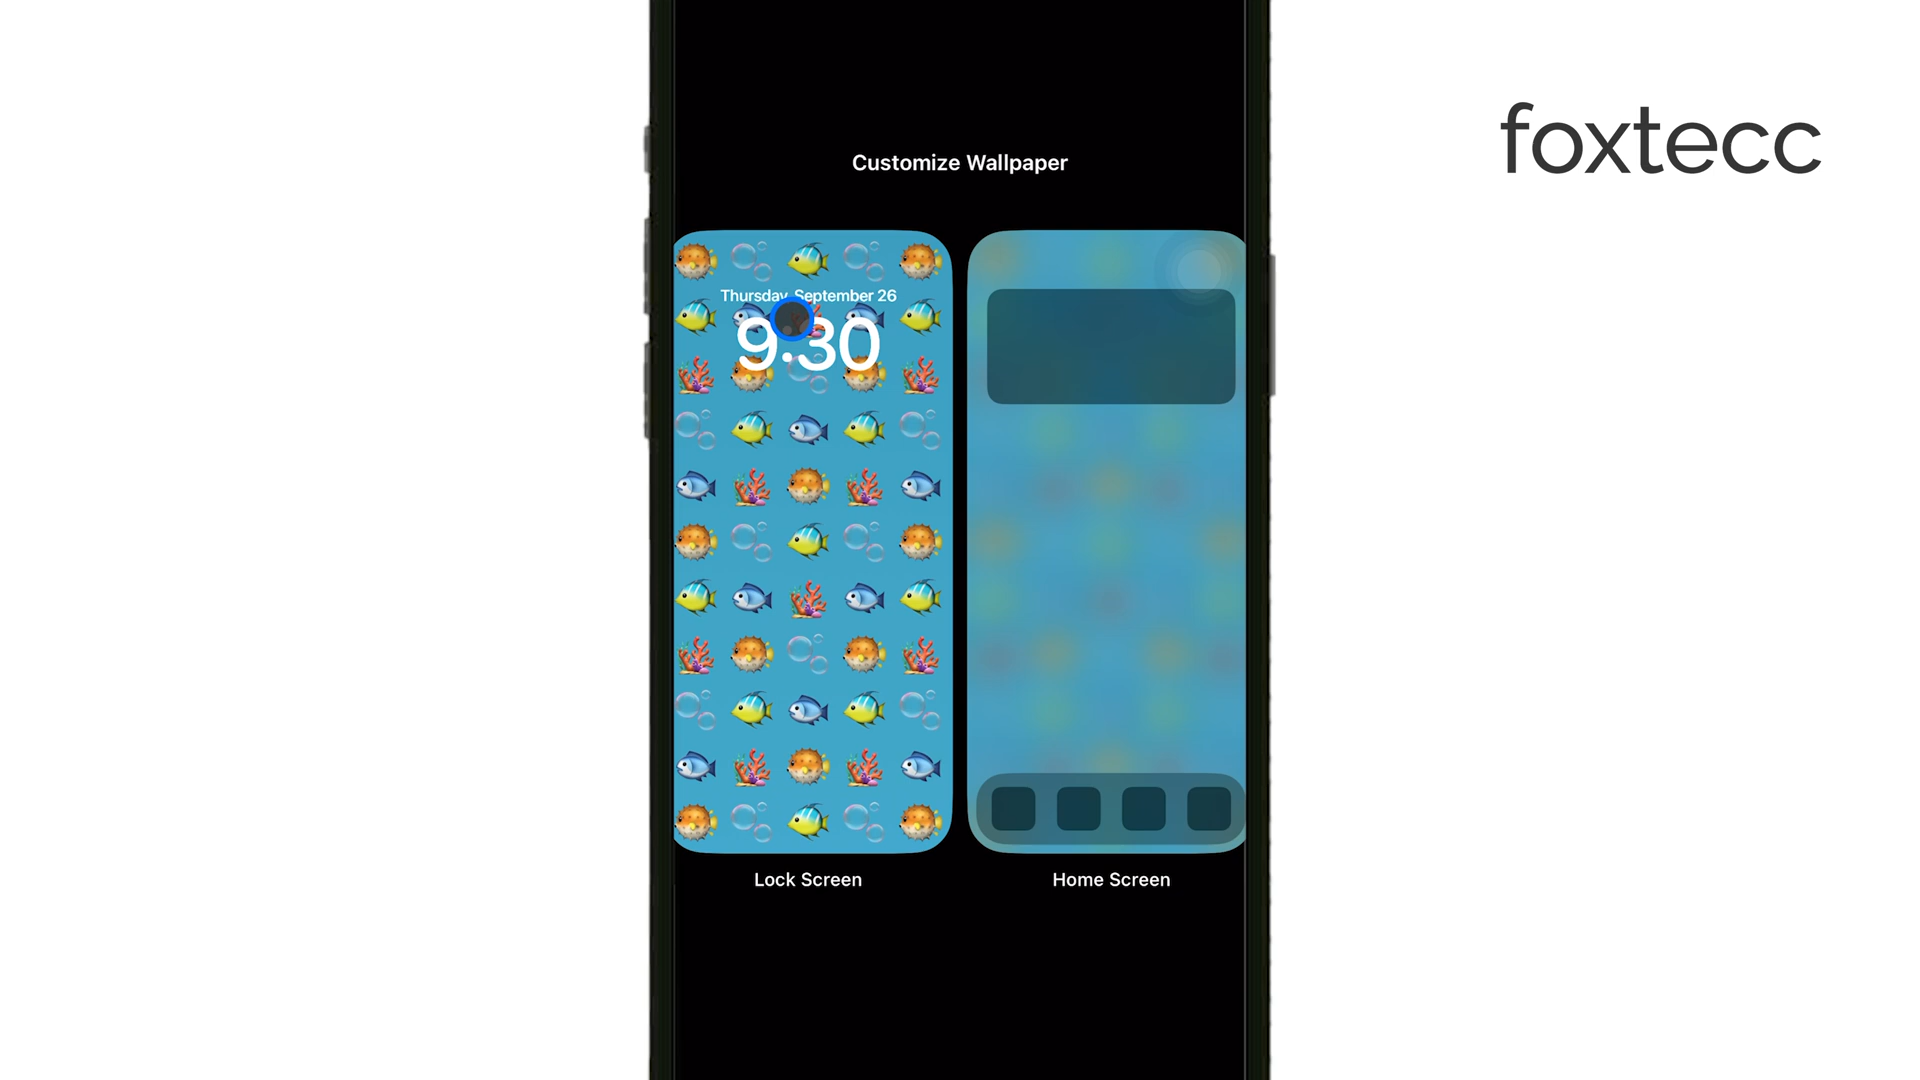 foxtecc
Customize Wallpaper
Thursday, September 26
9:30
Lock Screen
Home Screen